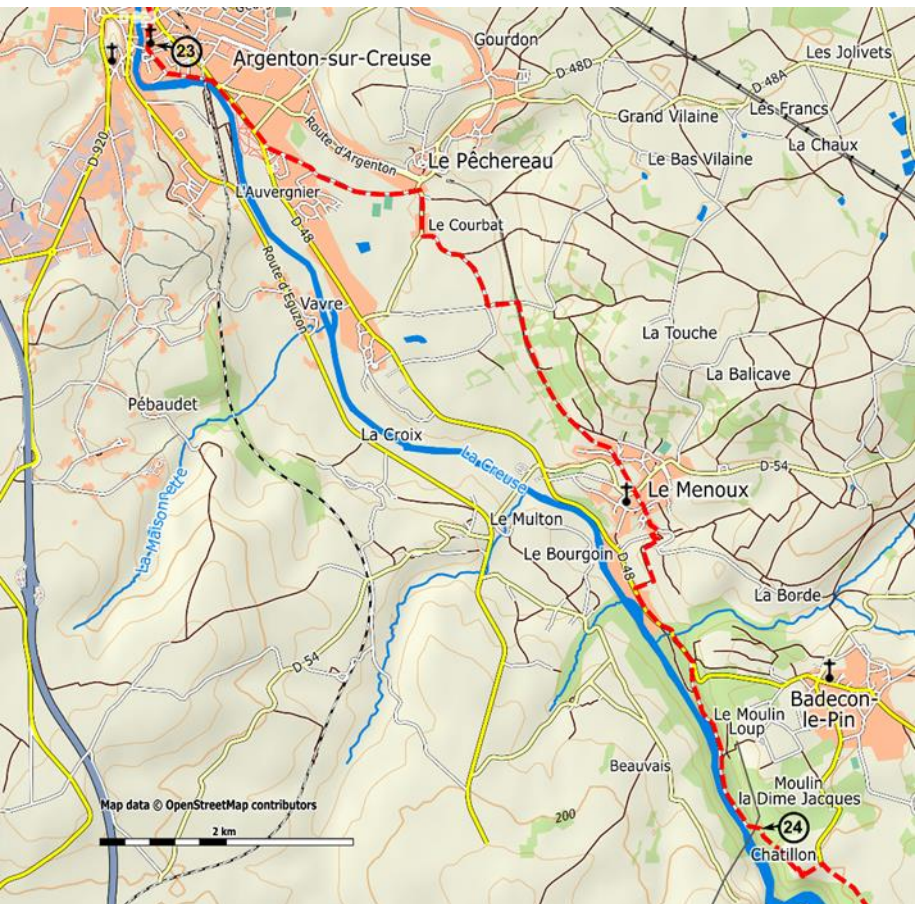 Gourdon
23
Argenton-sur-Creuse
Les Jolivets
D-48D
D-48A
Les Francs
Grand Vilaine
La Chaux
D-920
Route-d'Argenton
Le Pêchereau
Le Bas Vilaine
L'Auvergnier
D-48
Le Courbat
Route d'Eguzon
Vavre
La Touche
La Balicave
Pébaudet
La Croix
La Creuse
D-54
La Maisonnette
Le Menoux
Le Multon
Le Bourgoin
D-48
La Borde
D-54
Badecon-
le-Pin
Le Moulin
Loup
Beauvais
Moulin
la Dime Jacques
Map data © OpenStreetMap contributors
200
2 km
24
Chatillon